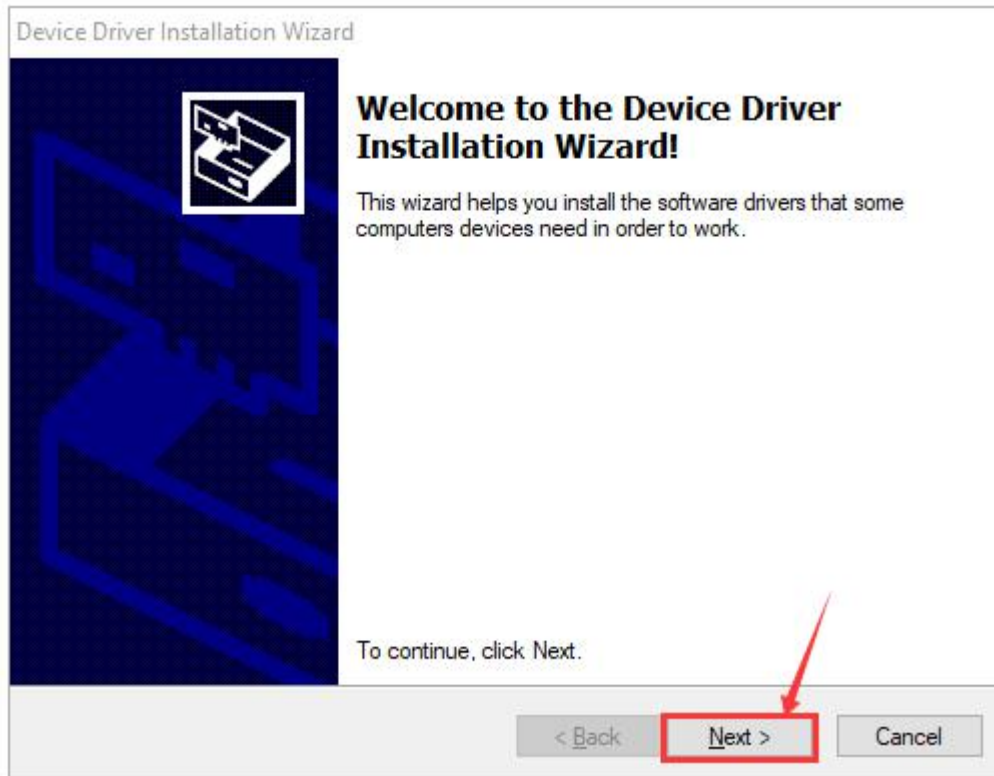 Device Driver Installation Wizard
Welcome to the Device Driver
Installation Wizard!
This wizard helps you install the software drivers that some
computers devices need in order to work.
To continue, click Next.
< Back
Next >
Cancel